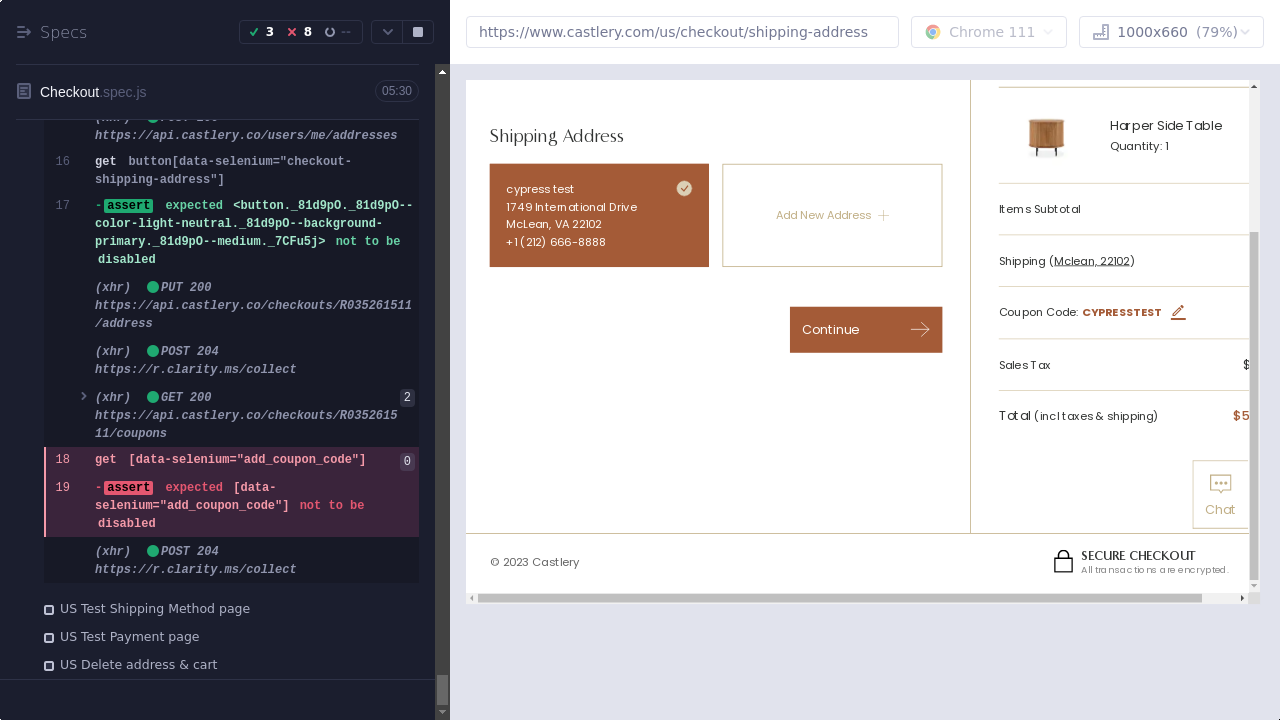 Specs
3 8 --
https://www.castlery.com/us/checkout/shipping-address
Chrome 111
1000x660 (79%)
Checkout.spec.js
05:30
(xhr) POST 200
https://api.castlery.co/users/me/addresses
16 get button[data-selenium="checkout-
shipping-address"]
17 -assert expected <button._81d9pO._81d9pO--
color-light-neutral._81d9pO--background-
primary._81d9pO--medium._7CFu5j> not to be
disabled
(xhr) PUT 200
https://api.castlery.co/checkouts/R035261511
/address
(xhr) POST 204
https://r.clarity.ms/collect
(xhr) GET 200 2
https://api.castlery.co/checkouts/R0352615
11/coupons
18 get [data-selenium="add_coupon_code"] 0
19 -assert expected [data-
selenium="add_coupon_code"] not to be
disabled
(xhr) POST 204
https://r.clarity.ms/collect
US Test Shipping Method page
US Test Payment page
US Delete address & cart
Shipping Address
cypress test
1749 International Drive
McLean, VA 22102
+1 (212) 666-8888
Add New Address
Continue
Harper Side Table
Quantity: 1
Items Subtotal
Shipping (Mclean, 22102)
Coupon Code: CYPRESSTEST
Sales Tax $
Total (incl taxes & shipping) $5
Chat
© 2023 Castlery
SECURE CHECKOUT
All transactions are encrypted.